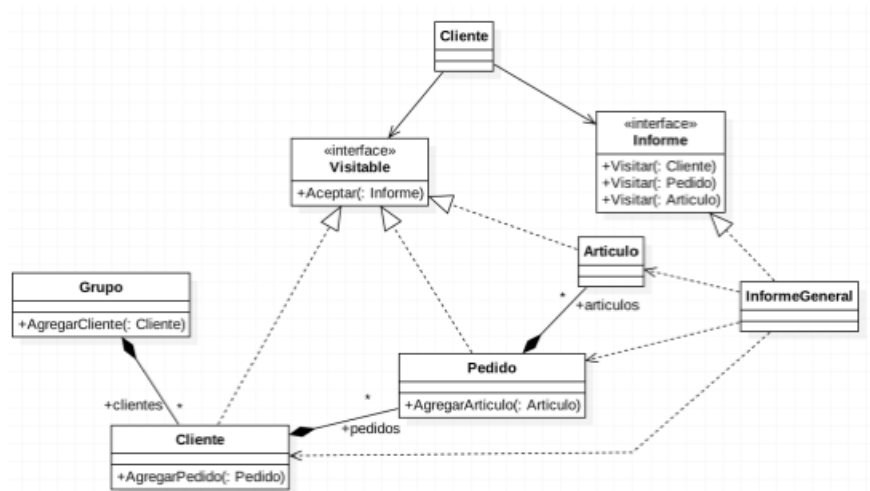 Cliente
«interface»
Visitable
+Aceptar(: Informe)
«interface»
Informe
+Visitar(: Cliente)
+Visitar(: Pedido)
+Visitar(: Articulo)
Articulo
*
+articulos
InformeGeneral
Grupo
+AgregarCliente(: Cliente)
+clientes
*
Pedido
+AgregarArticulo(: Articulo)
*
+pedidos
Cliente
+AgregarPedido(: Pedido)